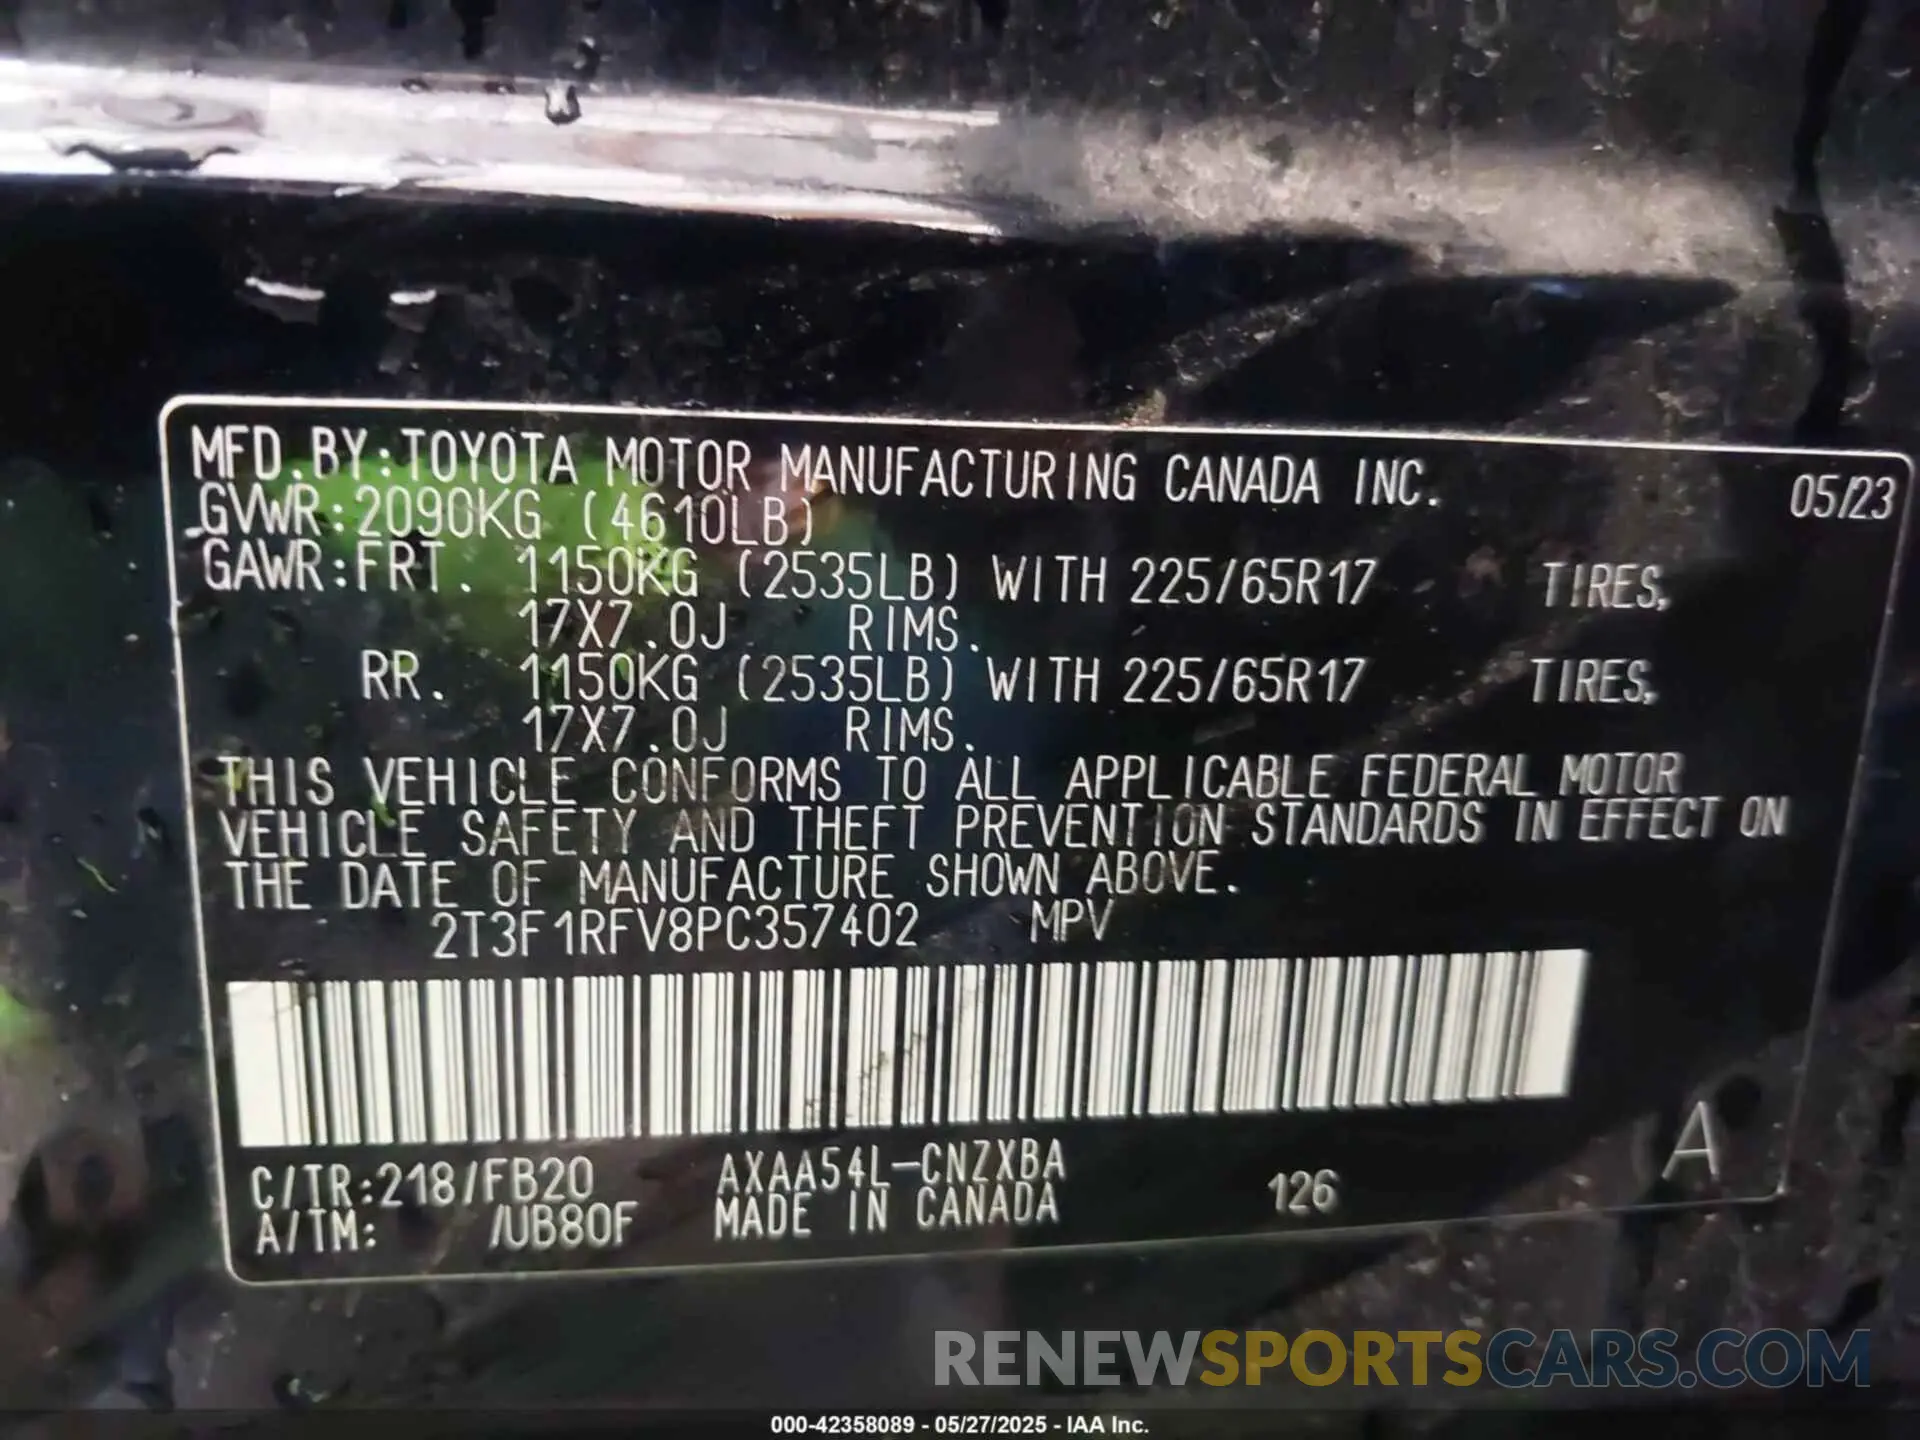 MFD.BY:TOYOTA MOTOR MANUFACTURING CANADA INC. 05/23
GVWR:2090KG (4610LB)
GAWR:FRT. 1150KG (2535LB) WITH 225/65R17 TIRES,
17X7.0J RIMS.
RR. 1150KG (2535LB) WITH 225/65R17 TIRES,
17X7.0J RIMS.
THIS VEHICLE CONFORMS TO ALL APPLICABLE FEDERAL MOTOR
VEHICLE SAFETY AND THEFT PREVENTION STANDARDS IN EFFECT ON
THE DATE OF MANUFACTURE SHOWN ABOVE.
2T3F1RFV8PC357402 MPV
C/TR:218/FB20 AXAA54L-CNZXBA 126 A
A/TM: /UB80F MADE IN CANADA
RENEWSPORTSCARS.COM
000-42358089 - 05/27/2025 - IAA Inc.